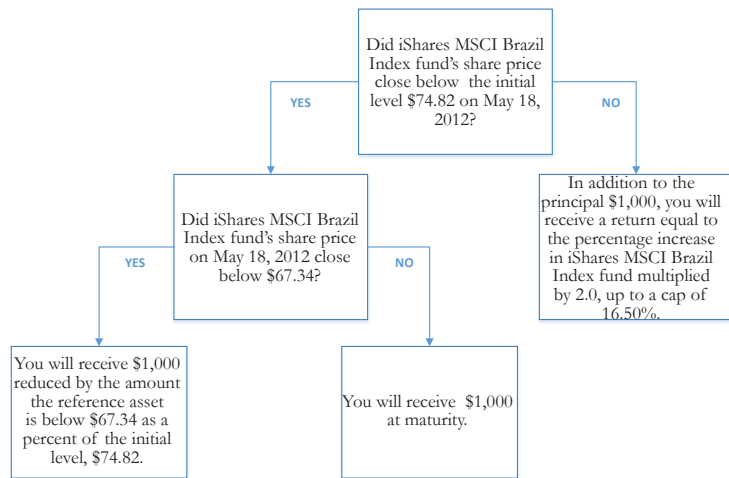 Did iShares MSCI Brazil
Index fund's share price
close below the initial
level $74.82 on May 18,
2012?
YES
NO
Did iShares MSCI Brazil
Index fund's share price
on May 18, 2012 close
below $67.34?
In addition to the
principal $1,000, you will
receive a return equal to
the percentage increase
in iShares MSCI Brazil
Index fund multiplied
by 2.0, up to a cap of
16.50%.
YES
NO
You will receive $1,000
reduced by the amount
the reference asset
is below $67.34 as a
percent of the initial
level, $74.82.
You will receive $1,000
at maturity.